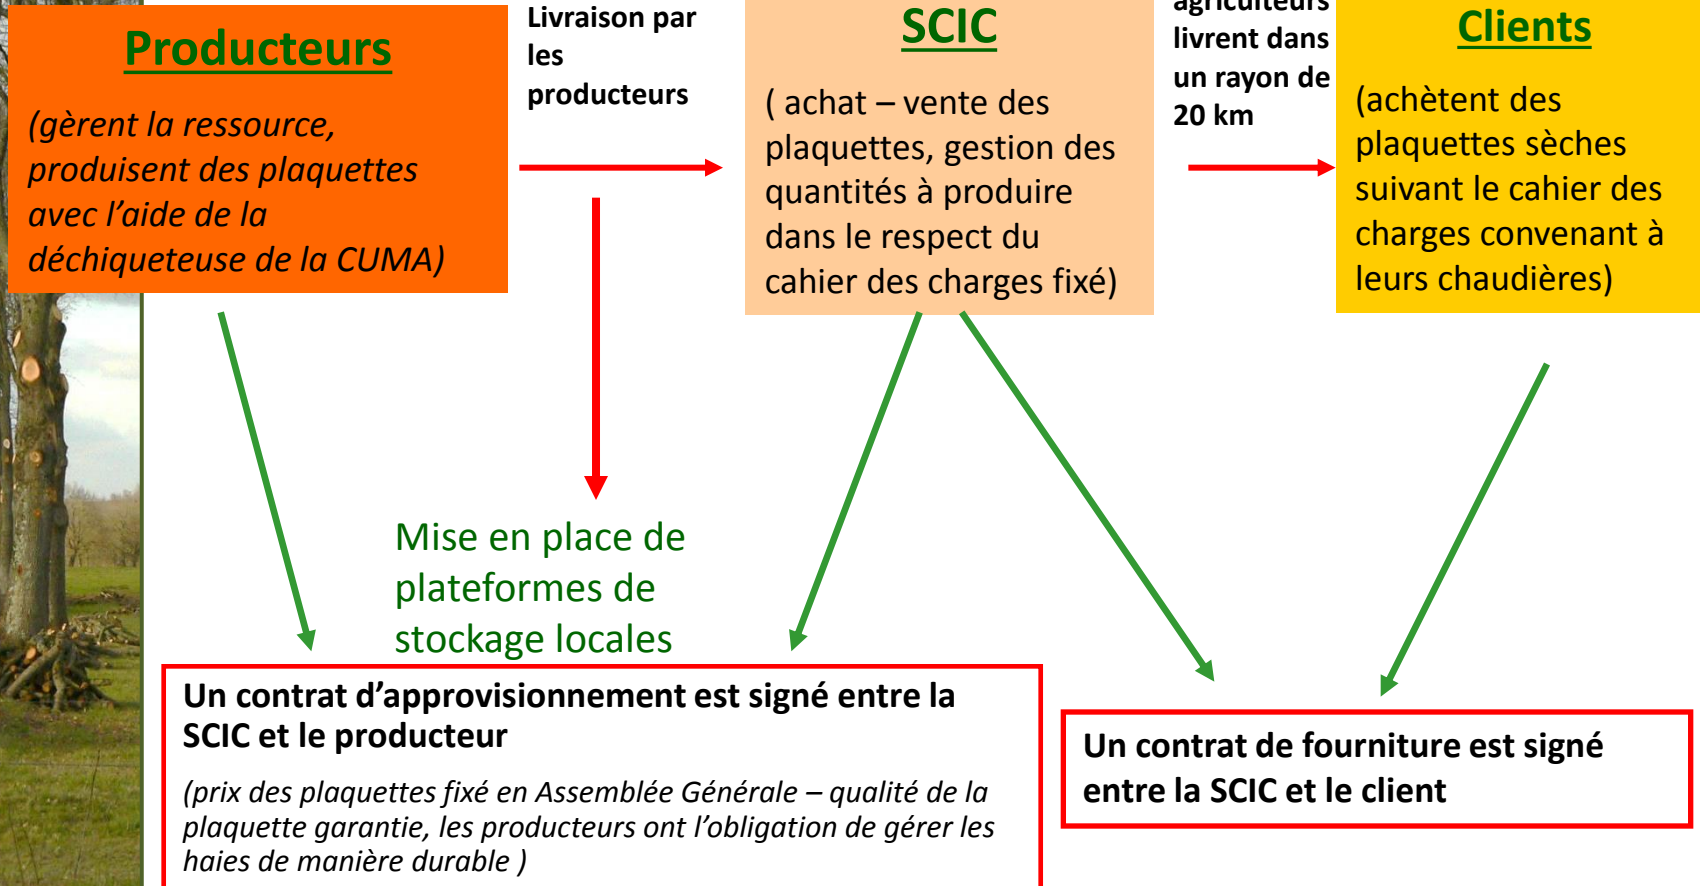 Producteurs
(gèrent la ressource,
produisent des plaquettes
avec l’aide de la
déchiqueteuse de la CUMA)
Livraison par
les
producteurs
SCIC
( achat – vente des
plaquettes, gestion des
quantités à produire
dans le respect du
cahier des charges fixé)
agriculteurs
livrent dans
un rayon de
20 km
Clients
(achètent des
plaquettes sèches
suivant le cahier des
charges convenant à
leurs chaudières)
Mise en place de
plateformes de
stockage locales
Un contrat d’approvisionnement est signé entre la
SCIC et le producteur
(prix des plaquettes fixé en Assemblée Générale – qualité de la
plaquette garantie, les producteurs ont l’obligation de gérer les
haies de manière durable )
Un contrat de fourniture est signé
entre la SCIC et le client